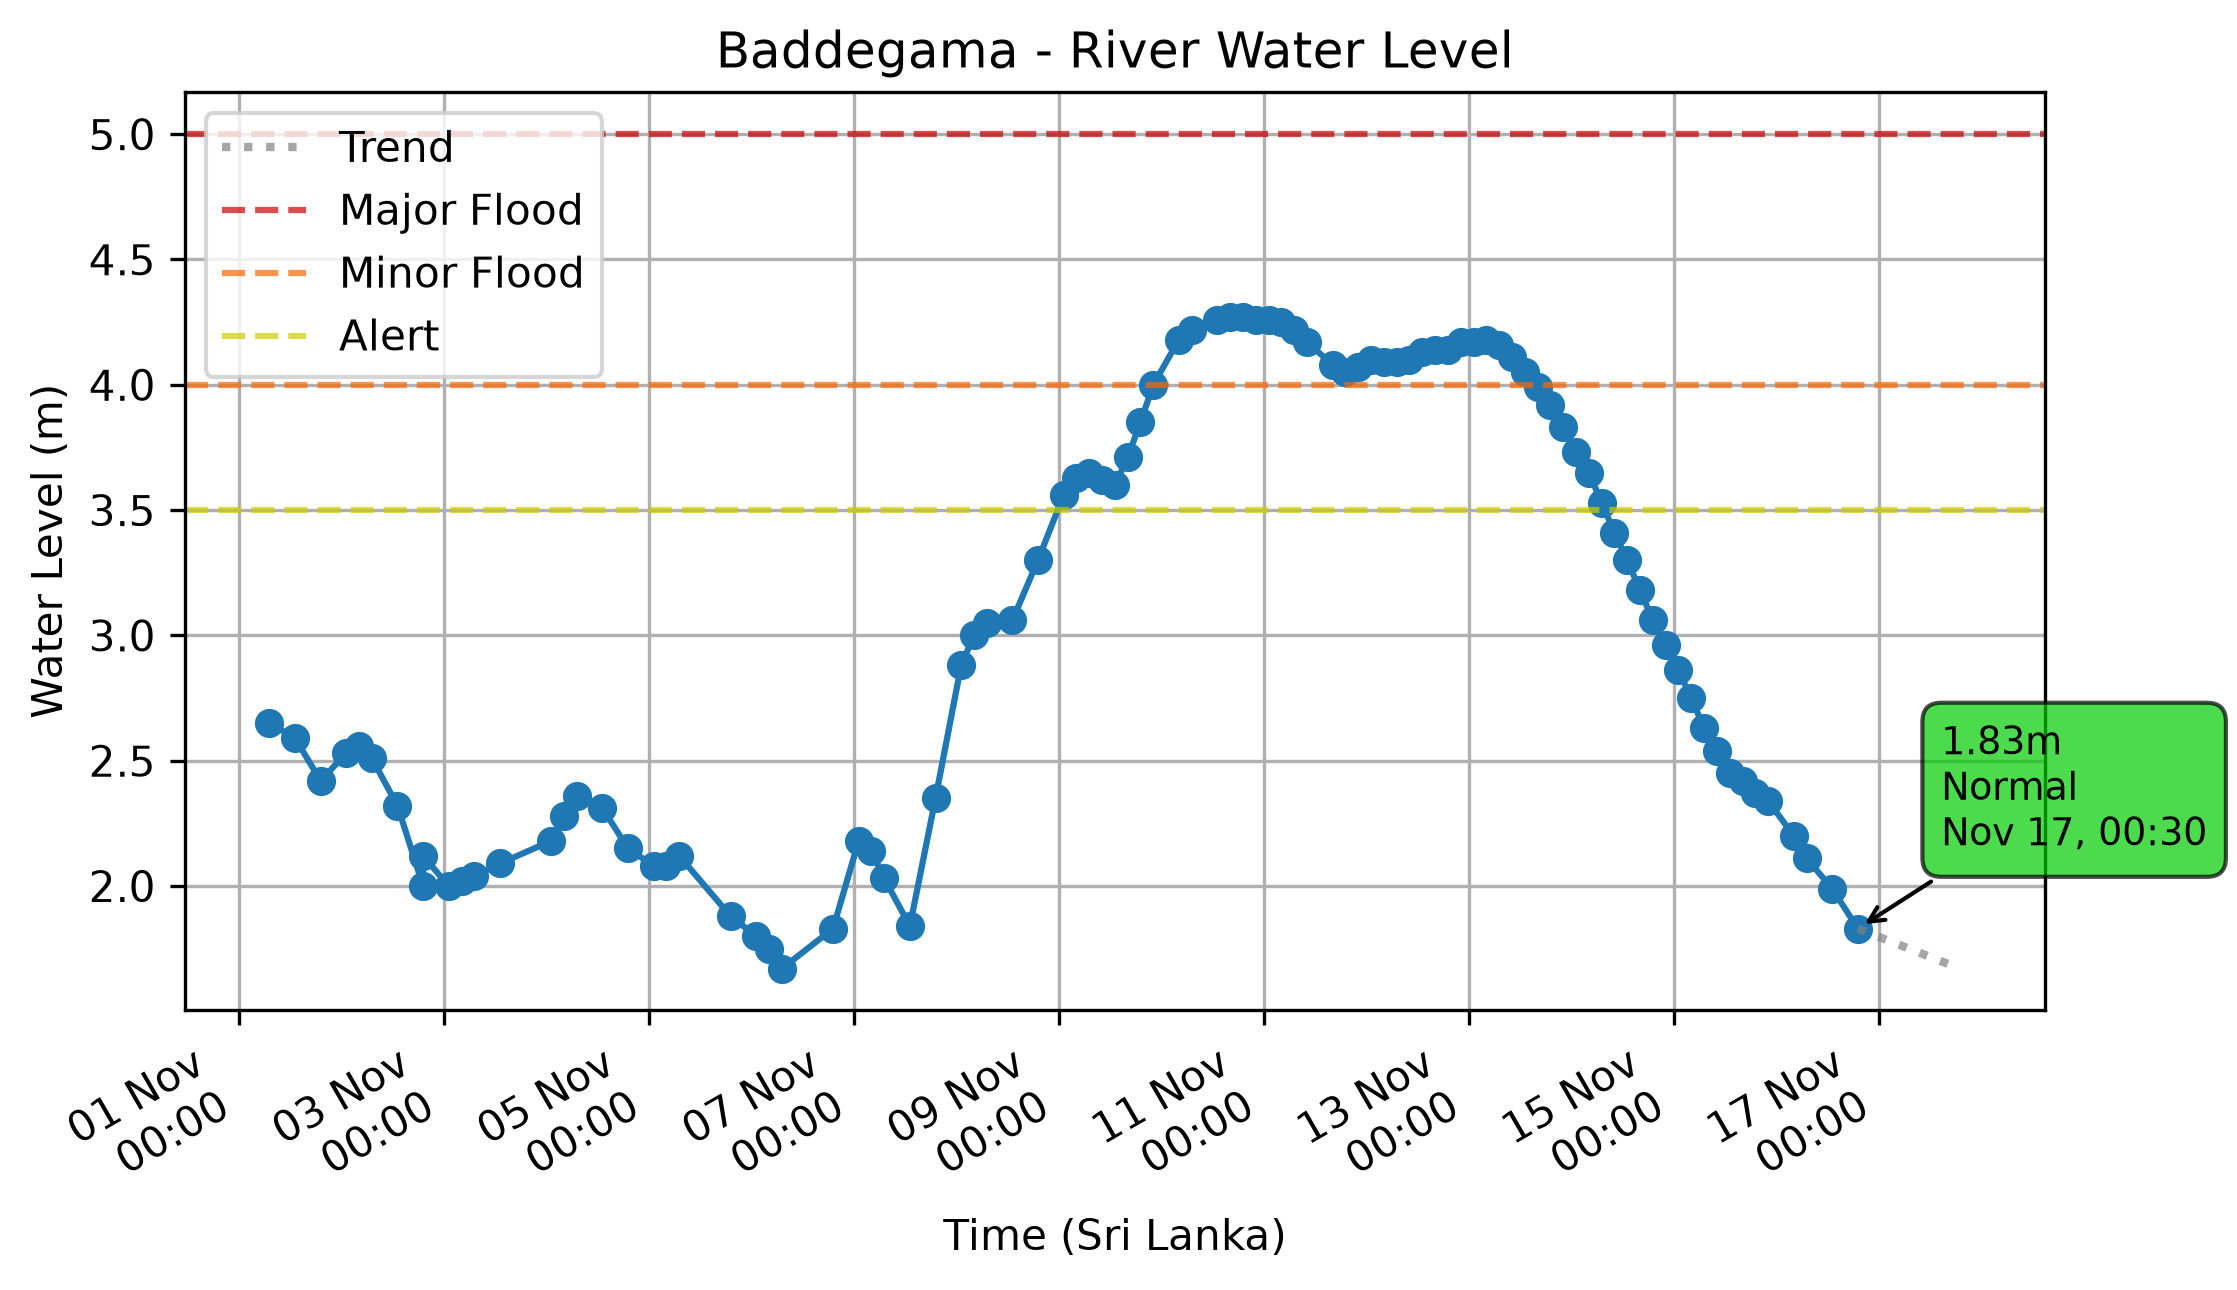 Baddegama - River Water Level
Trend
Major Flood
Minor Flood
Alert
Water Level (m)
5.0
4.5
4.0
3.5
3.0
2.5
2.0
1.83m
Normal
Nov 17, 00:30
01 Nov
00:00
03 Nov
00:00
05 Nov
00:00
07 Nov
00:00
09 Nov
00:00
11 Nov
00:00
13 Nov
00:00
15 Nov
00:00
17 Nov
00:00
Time (Sri Lanka)